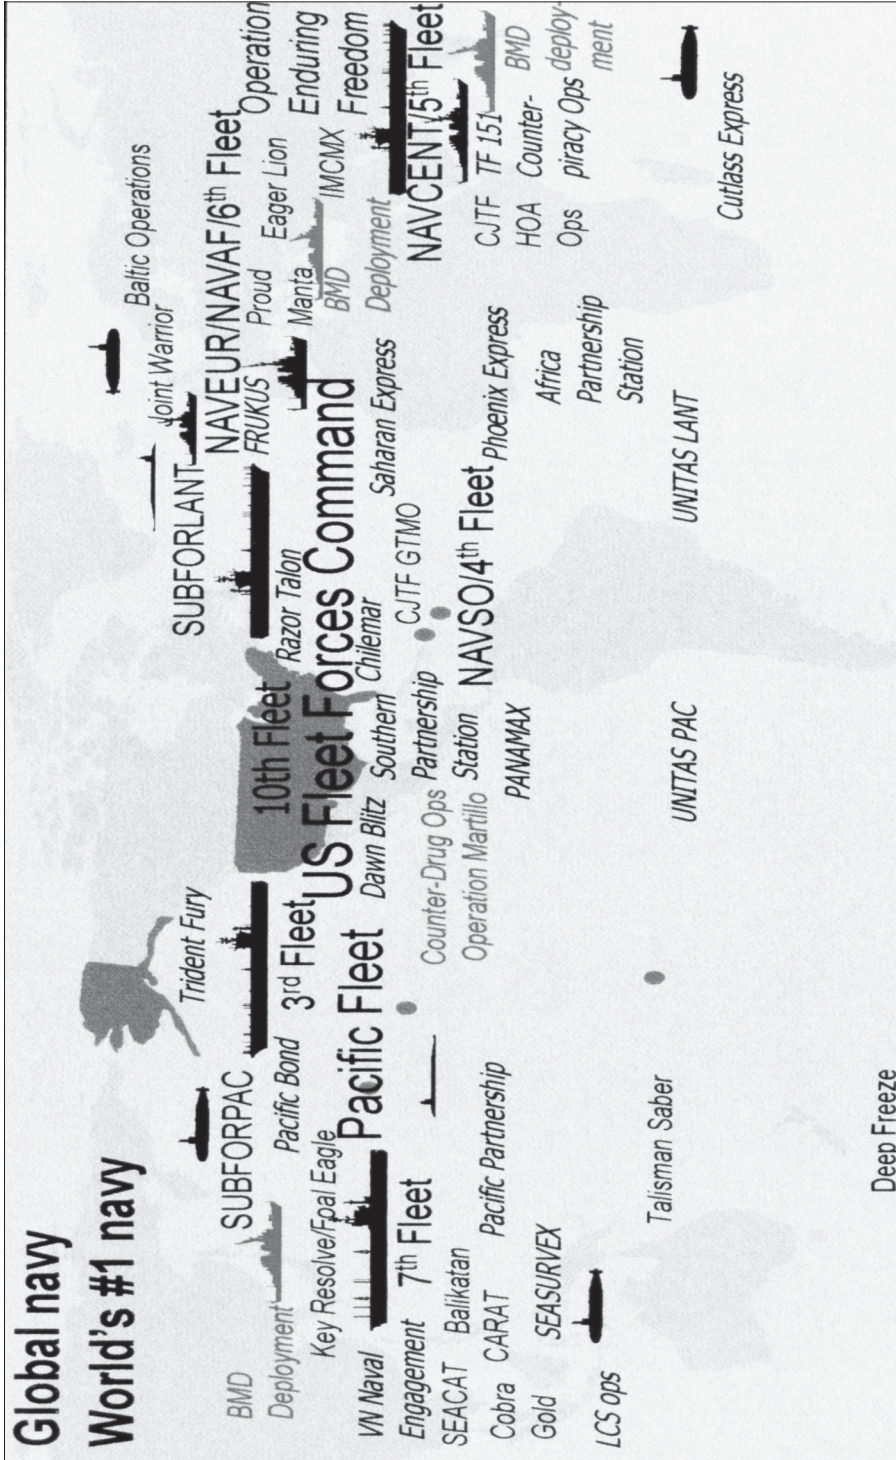 Global navy
World's #1 navy
BMD
Deployment
SUBFORPAC
Trident Fury
Pacific Bond
Key Resolve/Fpal Eagle
3rd Fleet
Pacific Fleet
VN Naval
Engagement
7th Fleet
SEACAT
Balikatan
Cobra
Gold
CARAT
Pacific Partnership
SEASURVEX
LCS ops
Talisman Saber
Deep Freeze
10th Fleet
US Fleet Forces Command
Razor Talon
Dawn Blitz
Southern
Partnership
Station
Chilemar
CJTF GTMO
Counter-Drug Ops
Operation Martillo
NAVSO/4th Fleet
PANAMAX
UNITAS PAC
UNITAS LANT
SUBFORLANT
Joint Warrior
Baltic Operations
NAVEUR/NAVAF/6th Fleet
FRUKUS
Proud
Manta
Eager Lion
BMD
Deployment
IMCMX
Saharan Express
Phoenix Express
Africa
Partnership
Station
Operation
Enduring
Freedom
NAVCENT/5th Fleet
CJTF
HOA
Ops
TF 151
Counter-
piracy Ops
BMD
deploy-
ment
Cutlass Express